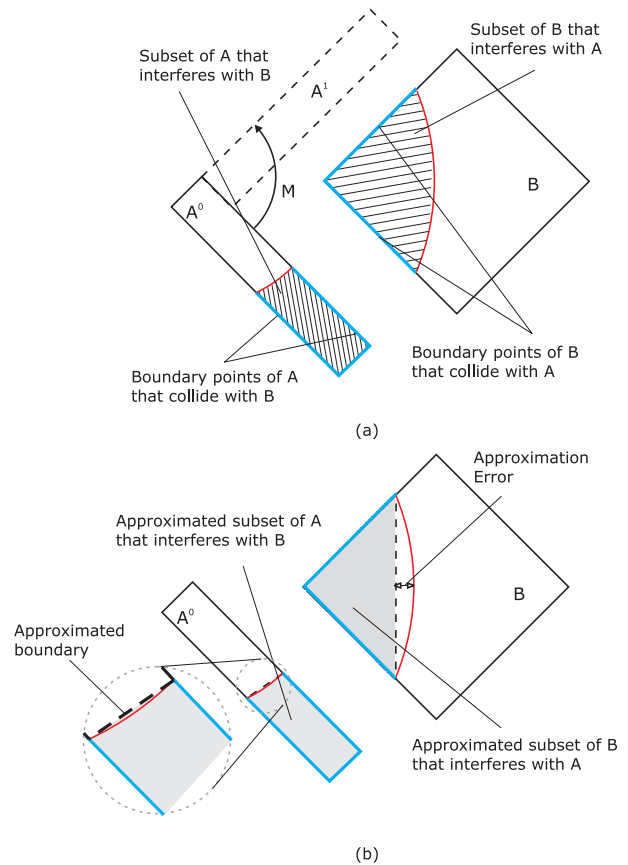 Subset of A that
interferes with B
Subset of B that
interferes with A
A¹
M
A⁰
B
Boundary points of A
that collide with B
Boundary points of B
that collide with A
(a)
Approximation
Error
Approximated subset of A
that interferes with B
A⁰
B
Approximated
boundary
Approximated subset of B
that interferes with A
(b)